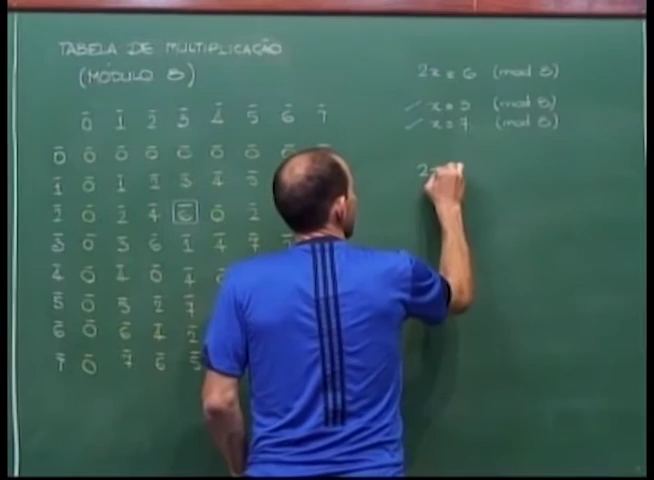 TABELA DE MULTIPLICAÇÃO
(MÓDULO 8)
0̄ 1̄ 2̄ 3̄ 4̄ 5̄ 6̄ 7̄
0̄ 0̄ 0̄ 0̄ 0̄ 0̄ 0̄
1̄ 0̄ 1̄ 2̄ 3̄ 4̄ 5̄
2̄ 0̄ 2̄ 4̄ 6̄ 0̄ 2̄
3̄ 0̄ 3̄ 6̄ 1̄ 4̄ 7̄
4̄ 0̄ 4̄ 0̄ 4̄
5̄ 0̄ 5̄ 2̄ 7̄
6̄ 0̄ 6̄ 4̄ 2̄
7̄ 0̄ 7̄ 6̄ 5̄
2x ≡ 6 (mod 8)
✓ x ≡ 3 (mod 8)
✓ x ≡ 7 (mod 8)
2